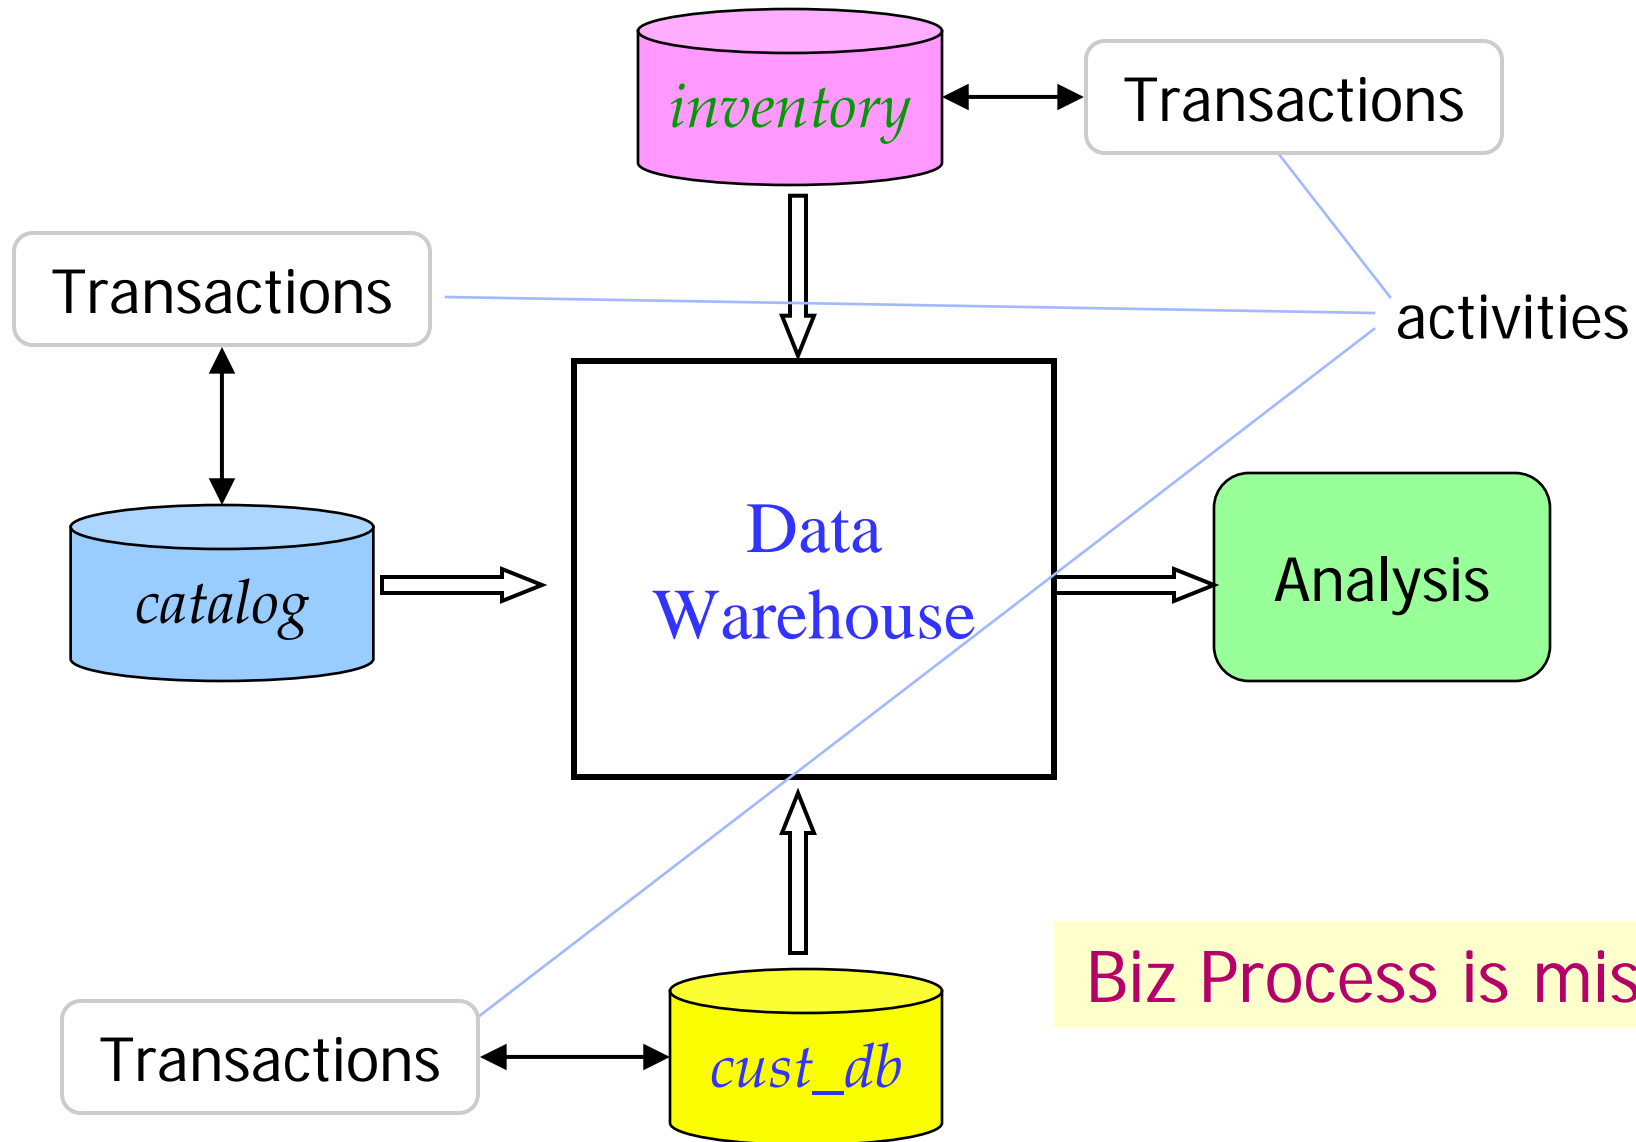 inventory
Transactions
Transactions
activities
Data
Warehouse
Analysis
catalog
Biz Process is mis
Transactions
cust_db